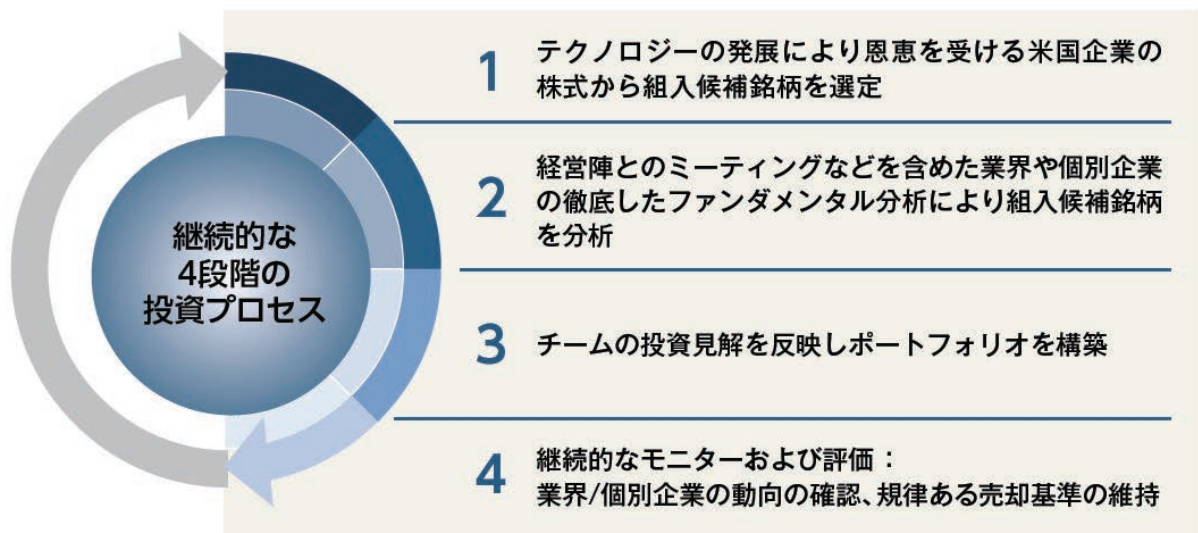 継続的な
4段階の
投資プロセス
1
テクノロジーの発展により恩恵を受ける米国企業の
株式から組入候補銘柄を選定
2
経営陣とのミーティングなどを含めた業界や個別企業
の徹底したファンダメンタル分析により組入候補銘柄
を分析
3
チームの投資見解を反映しポートフォリオを構築
4
継続的なモニターおよび評価：
業界/個別企業の動向の確認、規律ある売却基準の維持